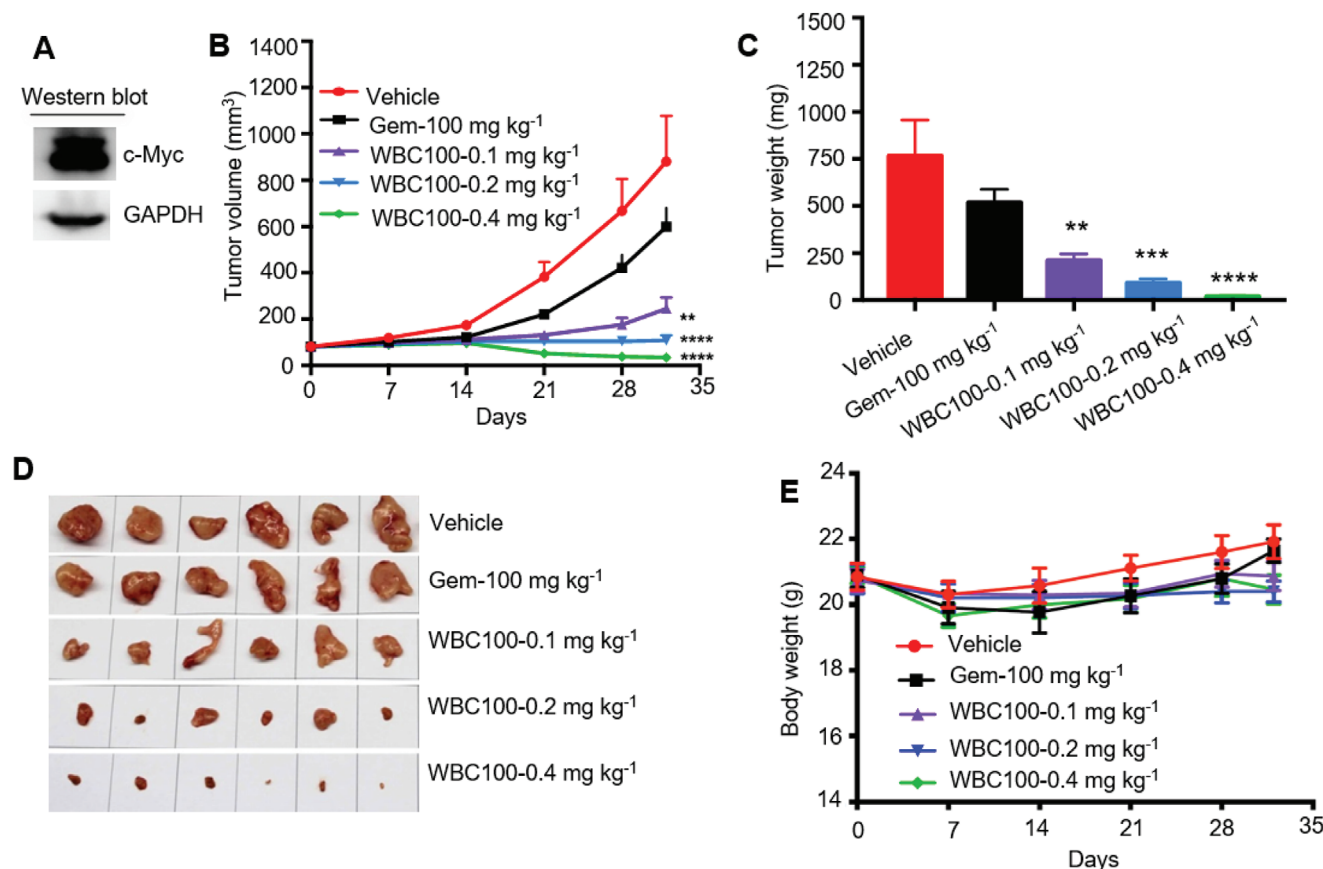 A
Western blot
c-Myc
GAPDH
B
Tumor volume (mm³)
1400
1200
1000
800
600
400
200
0
Vehicle
Gem-100 mg kg⁻¹
WBC100-0.1 mg kg⁻¹
WBC100-0.2 mg kg⁻¹
WBC100-0.4 mg kg⁻¹
**
****
****
0 7 14 21 28 35
Days
C
Tumor weight (mg)
1500
1250
1000
750
500
250
0
**
***
****
Vehicle
Gem-100 mg kg⁻¹
WBC100-0.1 mg kg⁻¹
WBC100-0.2 mg kg⁻¹
WBC100-0.4 mg kg⁻¹
D
Vehicle
Gem-100 mg kg⁻¹
WBC100-0.1 mg kg⁻¹
WBC100-0.2 mg kg⁻¹
WBC100-0.4 mg kg⁻¹
E
Body weight (g)
24
22
20
18
16
14
Vehicle
Gem-100 mg kg⁻¹
WBC100-0.1 mg kg⁻¹
WBC100-0.2 mg kg⁻¹
WBC100-0.4 mg kg⁻¹
0 7 14 21 28 35
Days